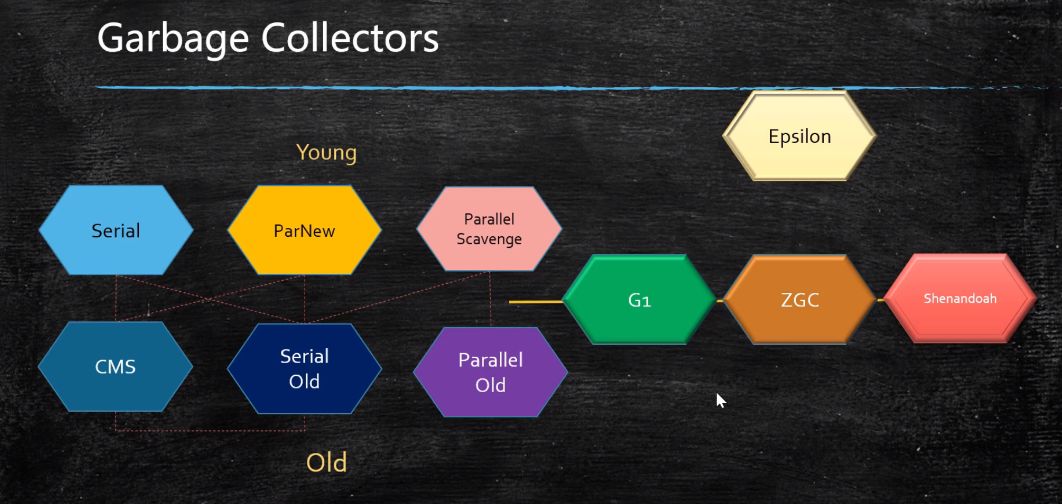 Garbage Collectors
Epsilon
Young
Serial
ParNew
Parallel
Scavenge
G1
ZGC
Shenandoah
CMS
Serial
Old
Parallel
Old
Old